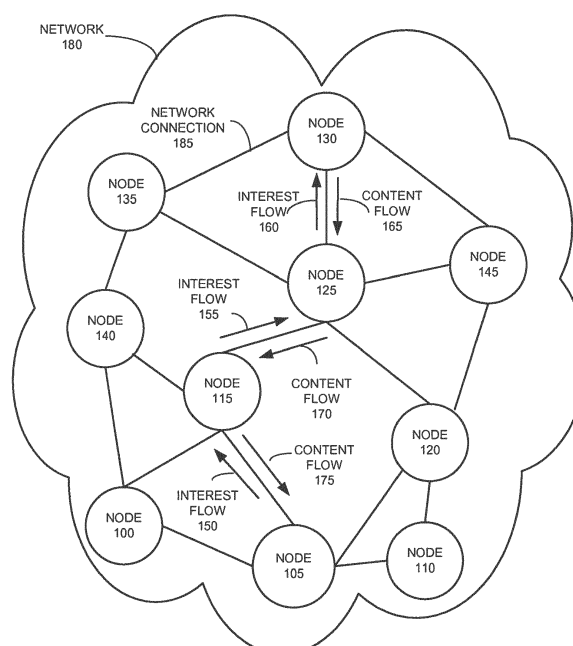 NETWORK
180
NETWORK
CONNECTION
185
NODE
130
NODE
135
INTEREST
FLOW
160
CONTENT
FLOW
165
NODE
125
NODE
145
INTEREST
FLOW
155
NODE
140
NODE
115
CONTENT
FLOW
170
NODE
120
CONTENT
FLOW
175
INTEREST
FLOW
150
NODE
100
NODE
105
NODE
110